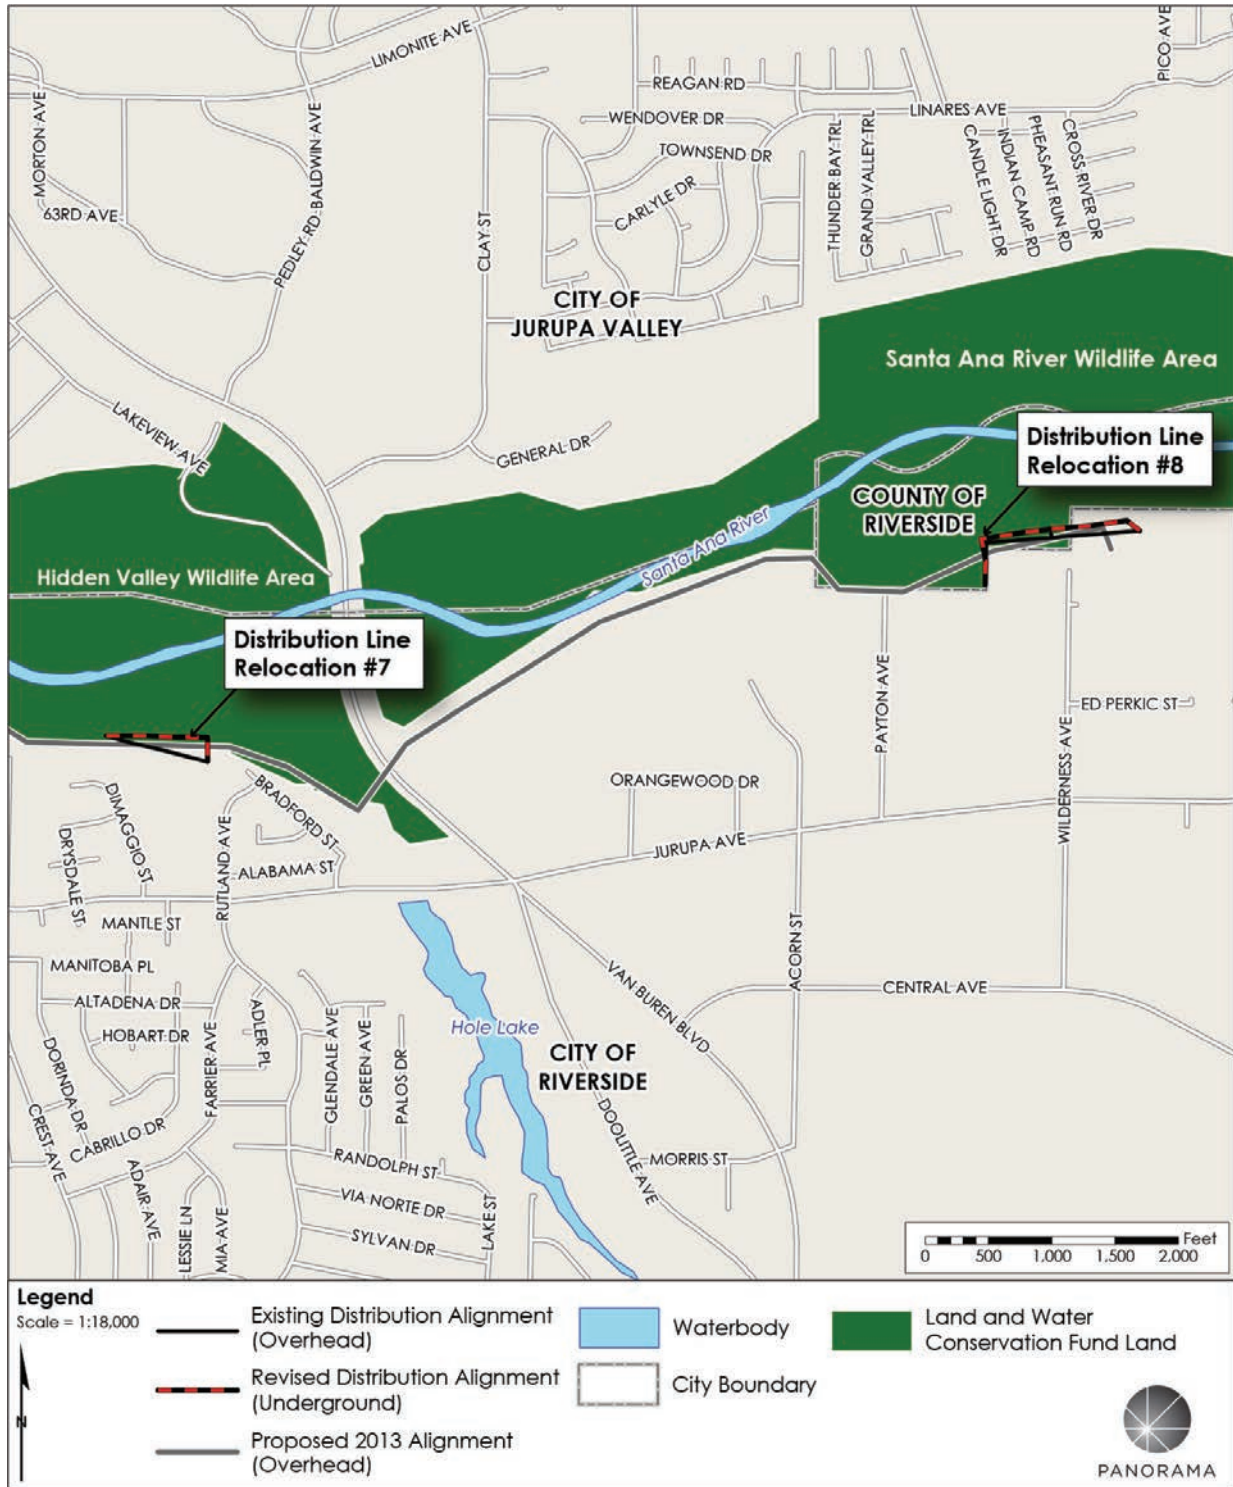 LIMONITE AVE
PICO AVE
MORTON AVE
REAGAN RD
LINARES AVE
WENDOVER DR
TOWNSEND DR
CARLYLE DR
THUNDER BAY TRL
GRAND VALLEY TRL
CANDLE LIGHT DR
INDIAN CAMP RD
PHEASANT RUN RD
CROSS RIVER DR
BALDWIN AVE
PEDLEY RD
63RD AVE
CLAY ST
CITY OF
JURUPA VALLEY
Santa Ana River Wildlife Area
LAKEVIEW AVE
GENERAL DR
Distribution Line
Relocation #8
COUNTY OF
RIVERSIDE
Santa Ana River
Hidden Valley Wildlife Area
Distribution Line
Relocation #7
PAYTON AVE
ED PERKIC ST
WILDERNESS AVE
ORANGEWOOD DR
JURUPA AVE
DIMAGGIO ST
DRYSDALE ST
RUTLAND AVE
BRADFORD ST
ALABAMA ST
MANTLE ST
MANITOBA PL
ALTADENA DR
HOBART DR
ADLER PL
FARRIER AVE
DORINDA DR
CREST AVE
CABRILLO DR
ADAIR AVE
LESSIE LN
MIA AVE
GLENDALE AVE
GREEN AVE
PALOS DR
RANDOLPH ST
VIA NORTE DR
SYLVAN DR
LAKE ST
Hole Lake
CITY OF
RIVERSIDE
VAN BUREN BLVD
DOOLITTLE AVE
ACORN ST
CENTRAL AVE
MORRIS ST
Feet
0 500 1,000 1,500 2,000
Legend
Scale = 1:18,000
N
Existing Distribution Alignment
(Overhead)
Revised Distribution Alignment
(Underground)
Proposed 2013 Alignment
(Overhead)
Waterbody
City Boundary
Land and Water
Conservation Fund Land
PANORAMA